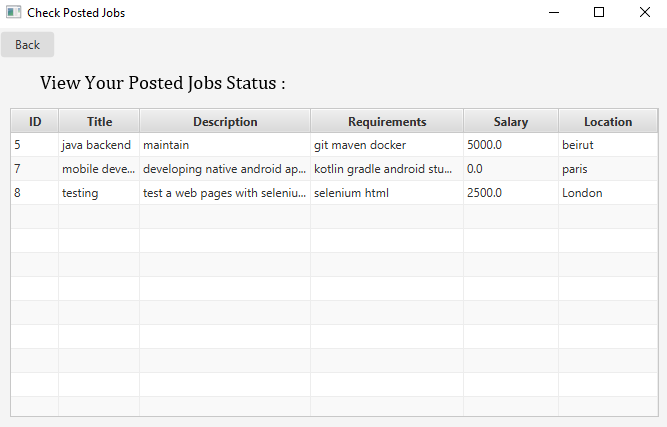 Check Posted Jobs
Back
View Your Posted Jobs Status :
ID Title Description Requirements Salary Location
5 java backend maintain git maven docker 5000.0 beirut
7 mobile deve... developing native android ap... kotlin gradle android stu... 0.0 paris
8 testing test a web pages with seleniu... selenium html 2500.0 London